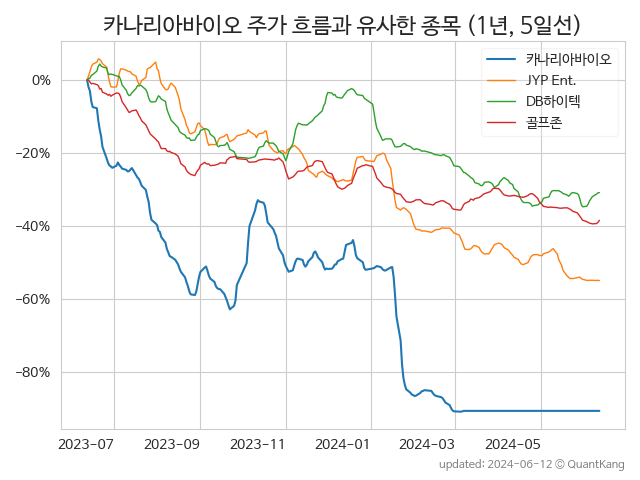 카나리아바이오 주가 흐름과 유사한 종목 (1년, 5일선)
카나리아바이오
JYP Ent.
DB하이텍
골프존
0%
−20%
−40%
−60%
−80%
2023-07
2023-09
2023-11
2024-01
2024-03
2024-05
updated: 2024-06-12 © QuantKang